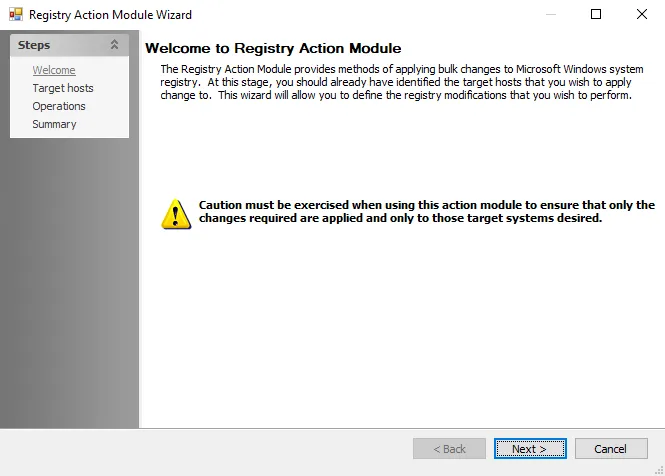 Registry Action Module Wizard
Steps
Welcome
Target hosts
Operations
Summary
Welcome to Registry Action Module
The Registry Action Module provides methods of applying bulk changes to Microsoft Windows system
registry.  At this stage, you should already have identified the target hosts that you wish to apply
change to.  This wizard will allow you to define the registry modifications that you wish to perform.
Caution must be exercised when using this action module to ensure that only the
changes required are applied and only to those target systems desired.
< Back
Next >
Cancel